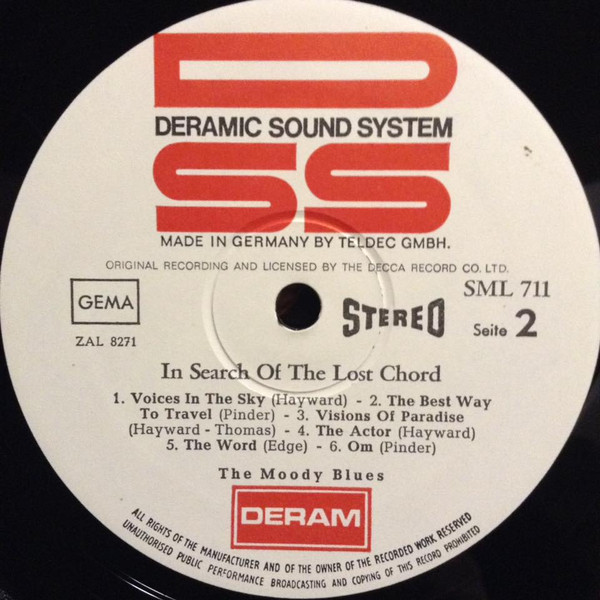 D
DERAMIC SOUND SYSTEM
SS
MADE IN GERMANY BY TELDEC GMBH.
ORIGINAL RECORDING AND LICENSED BY THE DECCA RECORD CO. LTD.
GEMA
ZAL 8271
STEREO
SML 711
Seite 2
In Search Of The Lost Chord
1. Voices In The Sky (Hayward) - 2. The Best Way
To Travel (Pinder) - 3. Visions Of Paradise
(Hayward - Thomas) - 4. The Actor (Hayward)
5. The Word (Edge) - 6. Om (Pinder)
The Moody Blues
DERAM
ALL RIGHTS OF THE MANUFACTURER AND OF THE OWNER OF THE RECORDED WORK RESERVED
UNAUTHORISED PUBLIC PERFORMANCE BROADCASTING AND COPYING OF THIS RECORD PROHIBITED